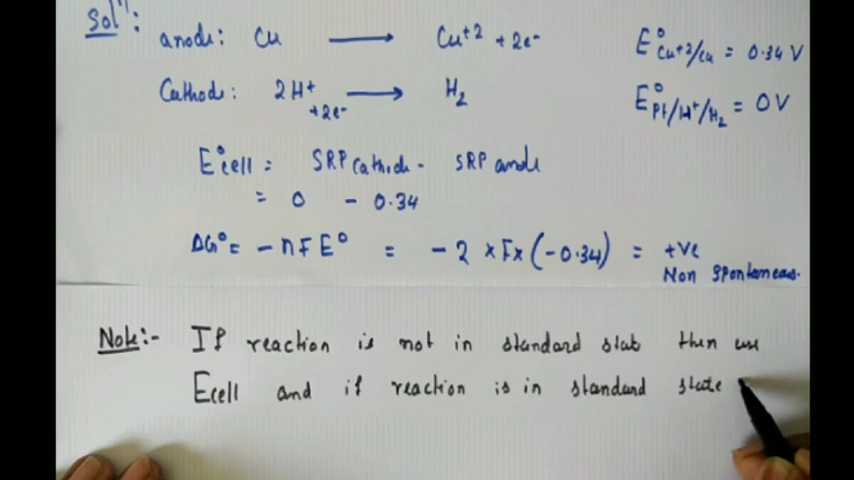 Solⁿ:
anode: Cu ⟶ Cu+2 + 2e- E°Cu+2/Cu = 0.34 V
Cathode: 2H+ + 2e- ⟶ H2 E°Pt/H+/H2 = 0 V
E°cell = SRP Cathode - SRP anode
= 0 - 0.34
ΔG° = -nFE° = -2 × F × (-0.34) = +ve
Non Spontaneous.
Note:- If reaction is not in standard state then use
Ecell and if reaction is in standard state